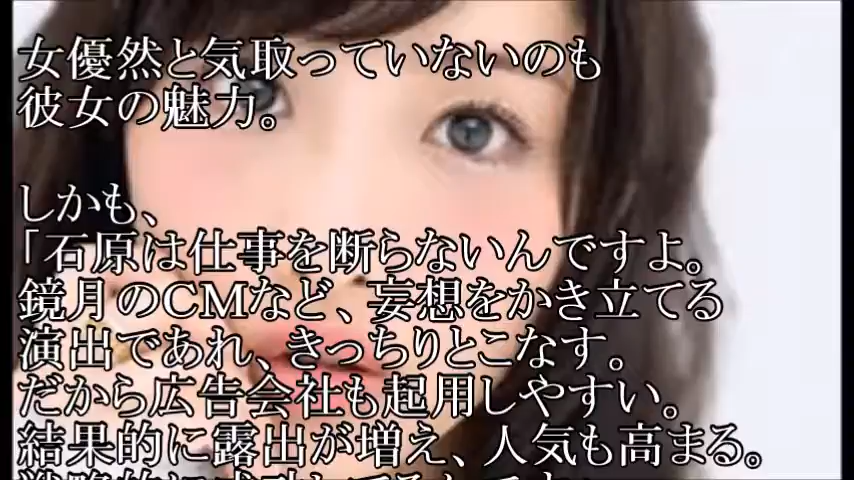 女優然と気取っていないのも
彼女の魅力。
しかも、
「石原は仕事を断らないんですよ。
鏡月のCMなど、妄想をかき立てる
演出であれ、きっちりとこなす。
だから広告会社も起用しやすい。
結果的に露出が増え、人気も高まる。